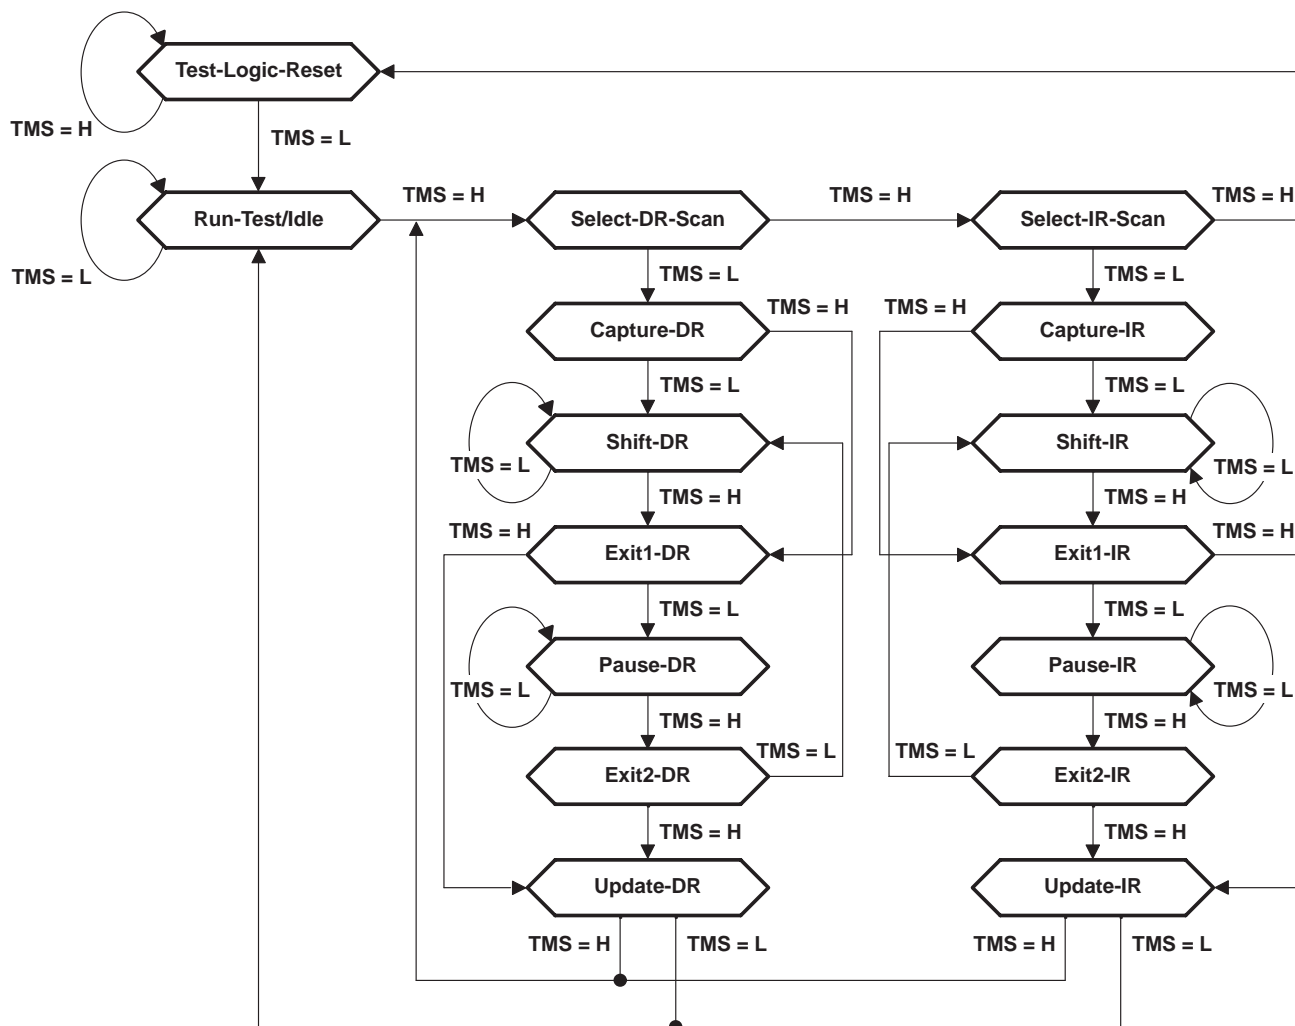 Test-Logic-Reset
TMS = H
TMS = L
TMS = H
TMS = H
TMS = H
Run-Test/Idle
Select-DR-Scan
Select-IR-Scan
TMS = L
TMS = L
TMS = L
TMS = H
TMS = H
Capture-DR
Capture-IR
TMS = L
TMS = L
Shift-DR
Shift-IR
TMS = L
TMS = L
TMS = H
TMS = H
TMS = H
TMS = H
Exit1-DR
Exit1-IR
TMS = L
TMS = L
Pause-DR
Pause-IR
TMS = L
TMS = L
TMS = H
TMS = H
TMS = L
TMS = L
Exit2-DR
Exit2-IR
TMS = H
TMS = H
Update-DR
Update-IR
TMS = H
TMS = L
TMS = H
TMS = L